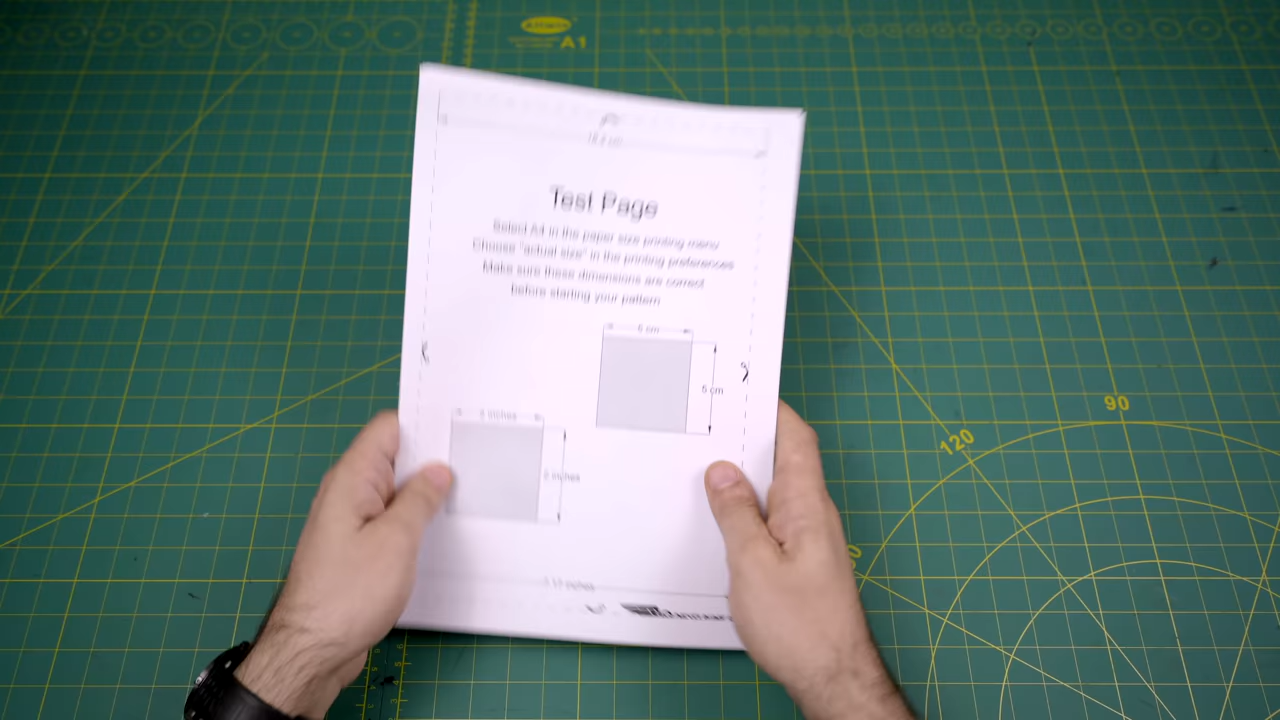 A1
Test Page
Select A4 in the paper size printing menu
Choose "actual size" in the printing preferences
Make sure these dimensions are correct
before starting your pattern
5 cm
5 cm
2 inches
2 inches
90
120